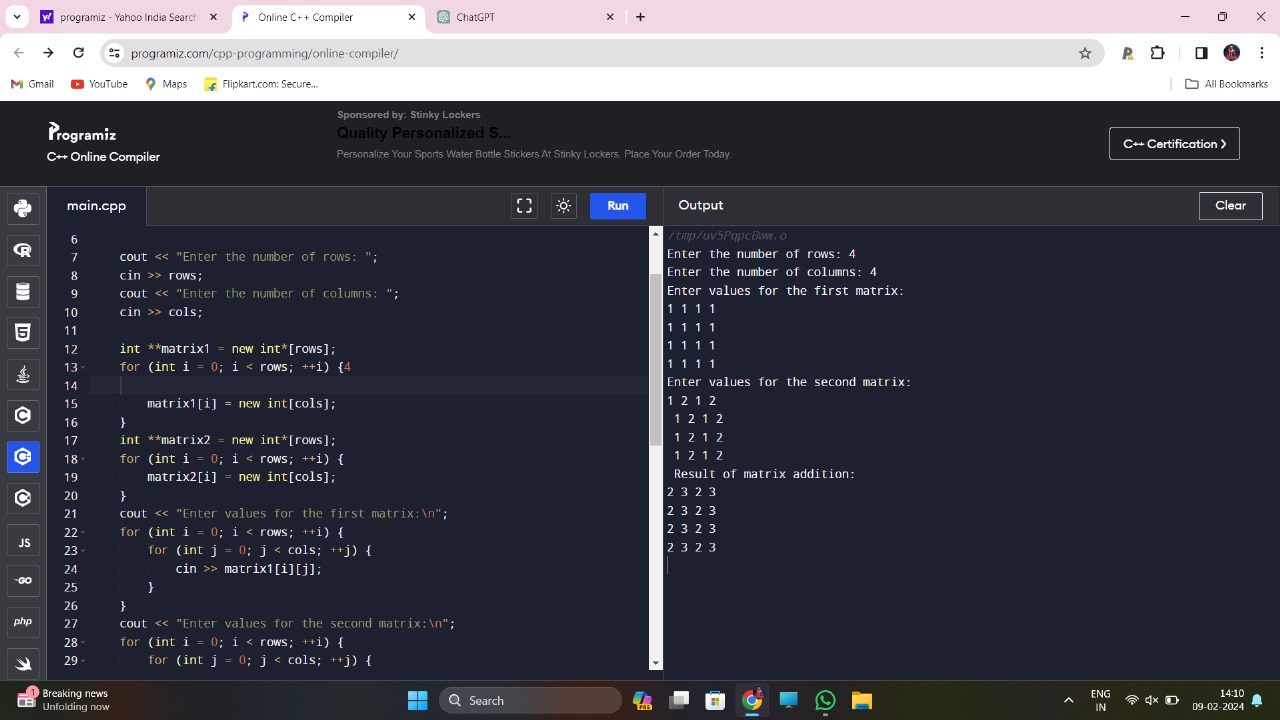 programiz - Yahoo India Search
Online C++ Compiler
ChatGPT
programiz.com/cpp-programming/online-compiler/
Gmail
YouTube
Maps
Flipkart.com: Secure...
All Bookmarks
Programiz
C++ Online Compiler
Sponsored by: Stinky Lockers
Quality Personalized S...
Personalize Your Sports Water Bottle Stickers At Stinky Lockers. Place Your Order Today.
C++ Certification ❯
main.cpp
Run
6
7 cout << "Enter the number of rows: ";
8 cin >> rows;
9 cout << "Enter the number of columns: ";
10 cin >> cols;
11
12 int **matrix1 = new int*[rows];
13 for (int i = 0; i < rows; ++i) {4
14
15 matrix1[i] = new int[cols];
16 }
17 int **matrix2 = new int*[rows];
18 for (int i = 0; i < rows; ++i) {
19 matrix2[i] = new int[cols];
20 }
21 cout << "Enter values for the first matrix:\n";
22 for (int i = 0; i < rows; ++i) {
23 for (int j = 0; j < cols; ++j) {
24 cin >> matrix1[i][j];
25 }
26 }
27 cout << "Enter values for the second matrix:\n";
28 for (int i = 0; i < rows; ++i) {
29 for (int j = 0; j < cols; ++j) {
Output
Clear
/tmp/uv5PqpcBww.o
Enter the number of rows: 4
Enter the number of columns: 4
Enter values for the first matrix:
1 1 1 1
1 1 1 1
1 1 1 1
1 1 1 1
Enter values for the second matrix:
1 2 1 2
1 2 1 2
1 2 1 2
1 2 1 2
Result of matrix addition:
2 3 2 3
2 3 2 3
2 3 2 3
2 3 2 3
JS
GO
php
1
Breaking news
Unfolding now
Search
PRE
ENG
IN
14:10
09-02-2024